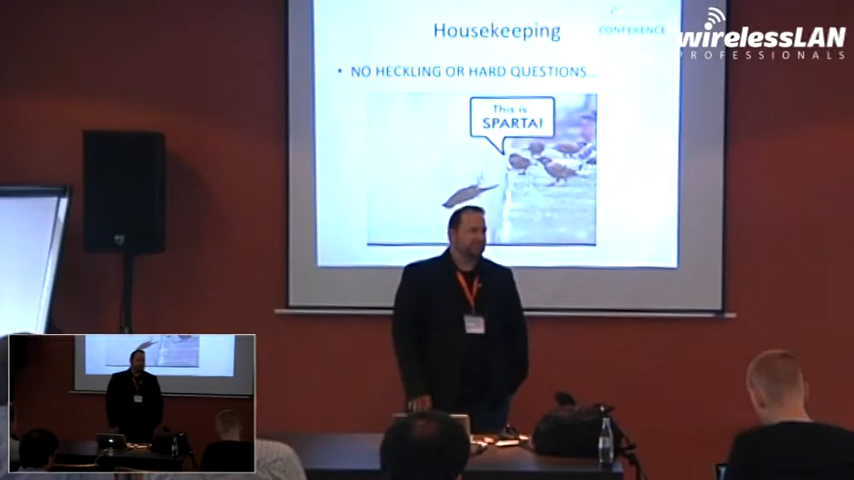 Housekeeping
CONFERENCE
wirelessLAN
PROFESSIONALS
• NO HECKLING OR HARD QUESTIONS...
This is
SPARTA!